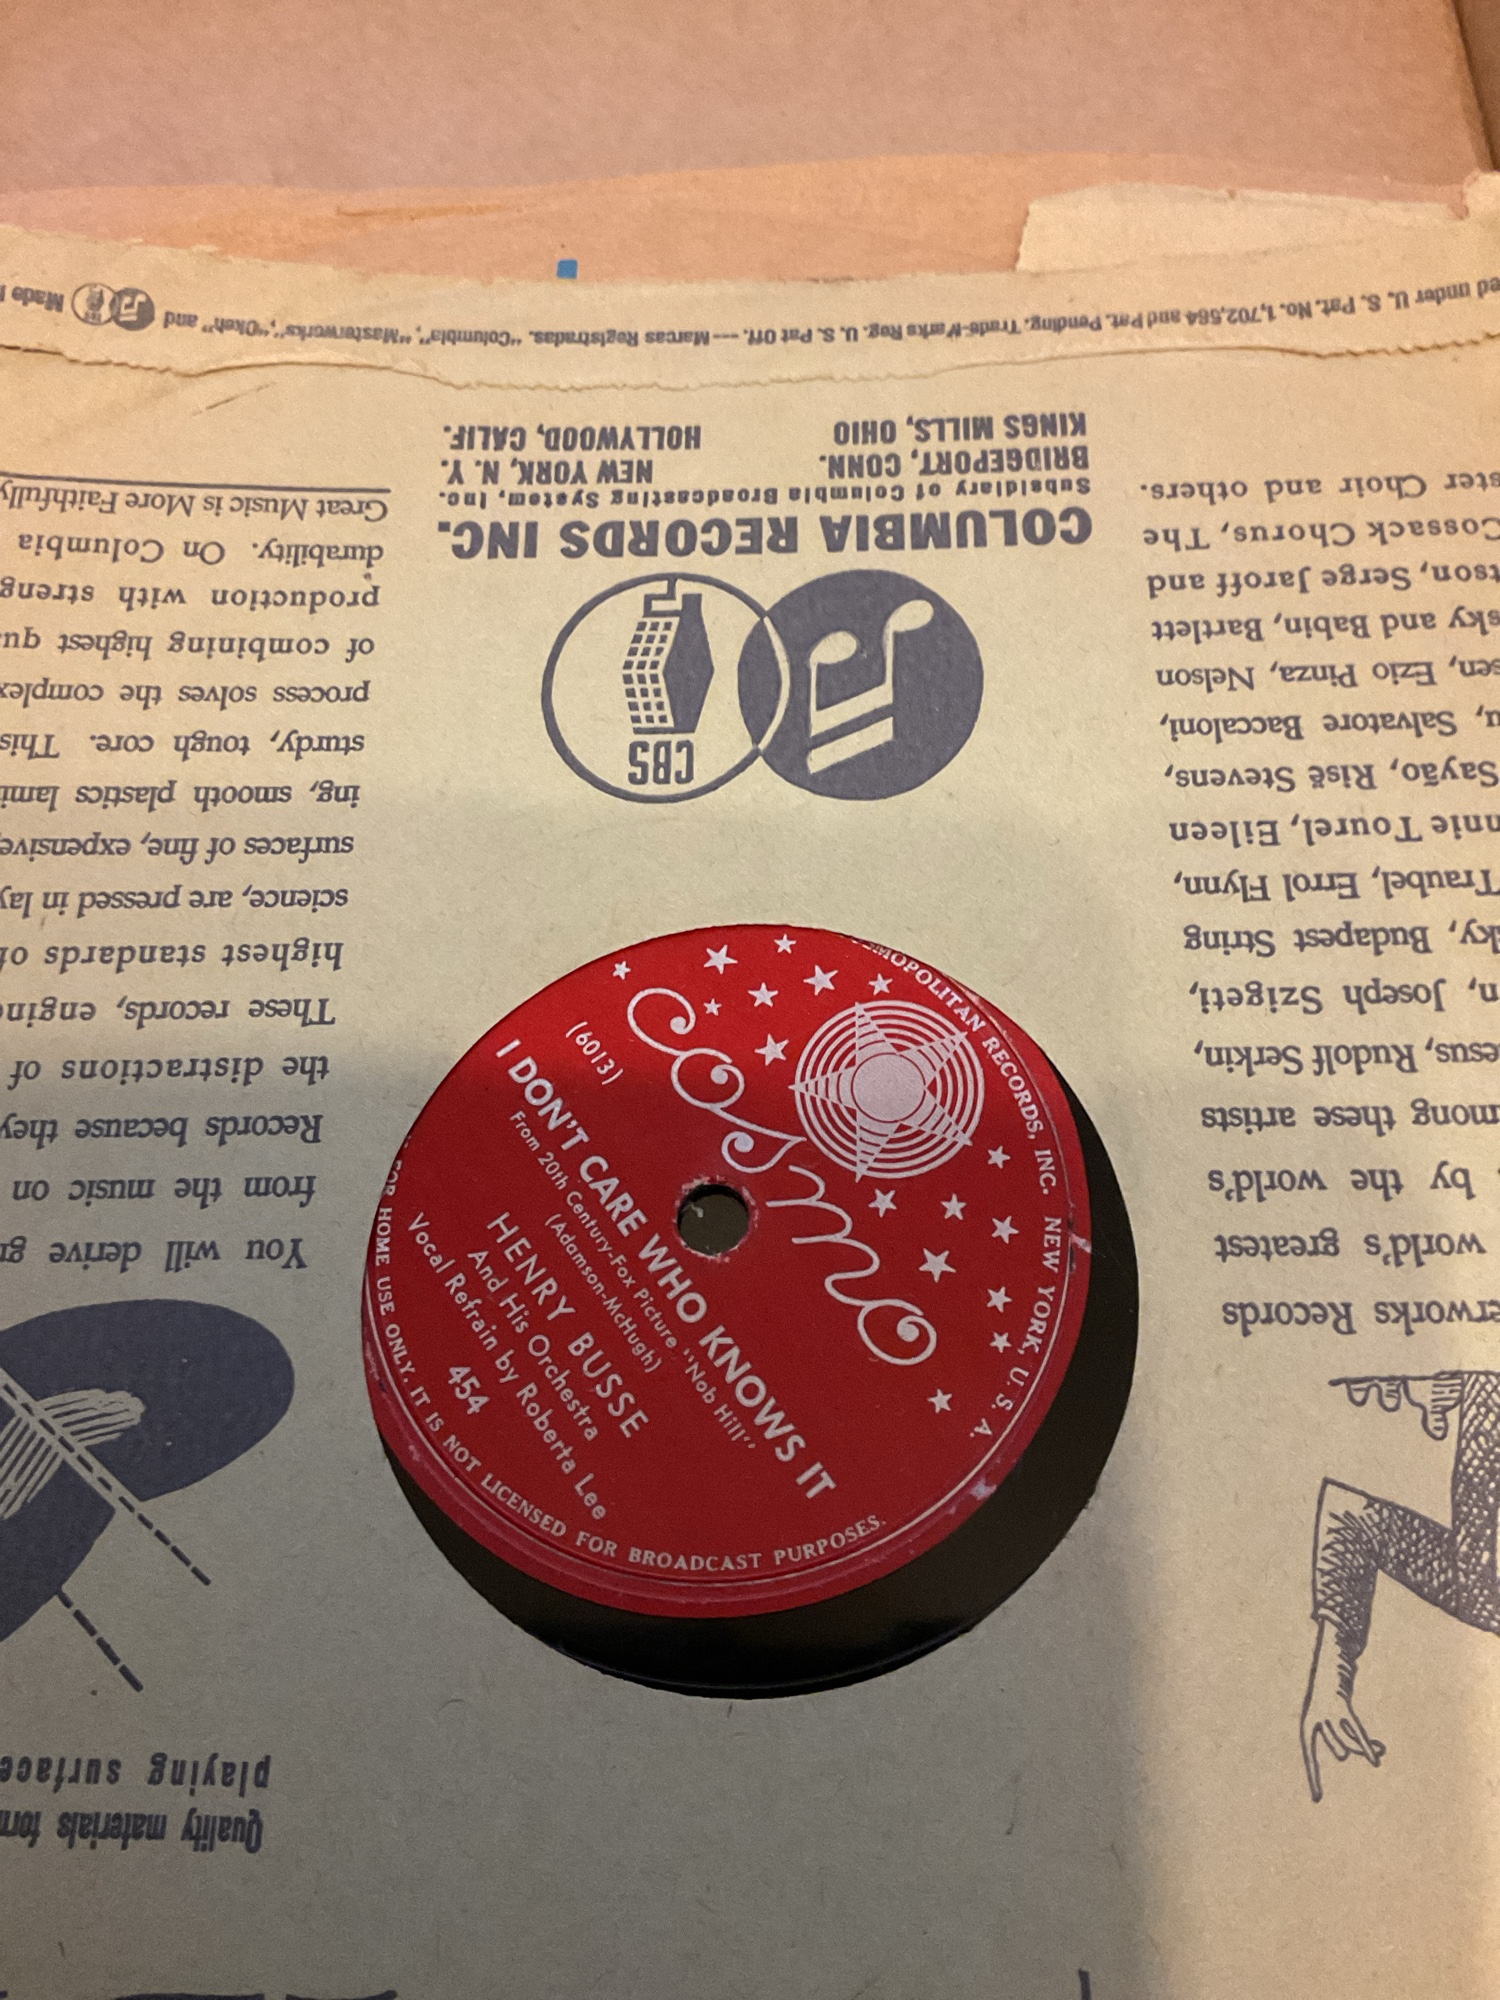 COSMOPOLITAN RECORDS, INC. NEW YORK, U. S. A.
cosmo
(6013)
I DON'T CARE WHO KNOWS IT
From 20th Century-Fox Picture "Nob Hill"
(Adamson-McHugh)
HENRY BUSSE
And His Orchestra
Vocal Refrain by Roberta Lee
454
FOR HOME USE ONLY. IT IS NOT LICENSED FOR BROADCAST PURPOSES.
erworks Records
world's greatest
by the world's
mong these artists
esus, Rudolf Serkin,
n, Joseph Szigeti,
ky, Budapest String
Traubel, Errol Flynn,
nnie Tourel, Eileen
Sayão, Risë Stevens,
u, Salvatore Baccaloni,
sen, Ezio Pinza, Nelson
sky and Babin, Bartlett
tson, Serge Jaroff and
Cossack Chorus, The
ster Choir and others.
CBS
COLUMBIA RECORDS INC.
Subsidiary of Columbia Broadcasting System, Inc.
BRIDGEPORT, CONN. NEW YORK, N. Y.
KINGS MILLS, OHIO HOLLYWOOD, CALIF.
Quality materials form
playing surface
You will derive gr
from the music on
Records because they
the distractions of
These records, engine
highest standards of
science, are pressed in lay
surfaces of fine, expensive
ing, smooth plastics lami
sturdy, tough core. This
process solves the complex
of combining highest qua
production with streng
durability. On Columbia
Great Music is More Faithfully
ed under U. S. Pat. No. 1,702,564 and Pat. Pending. Trade-Marks Reg. U. S. Pat Off. --- Marcas Registradas. "Columbia", "Masterworks", "Okeh" and CBS Made